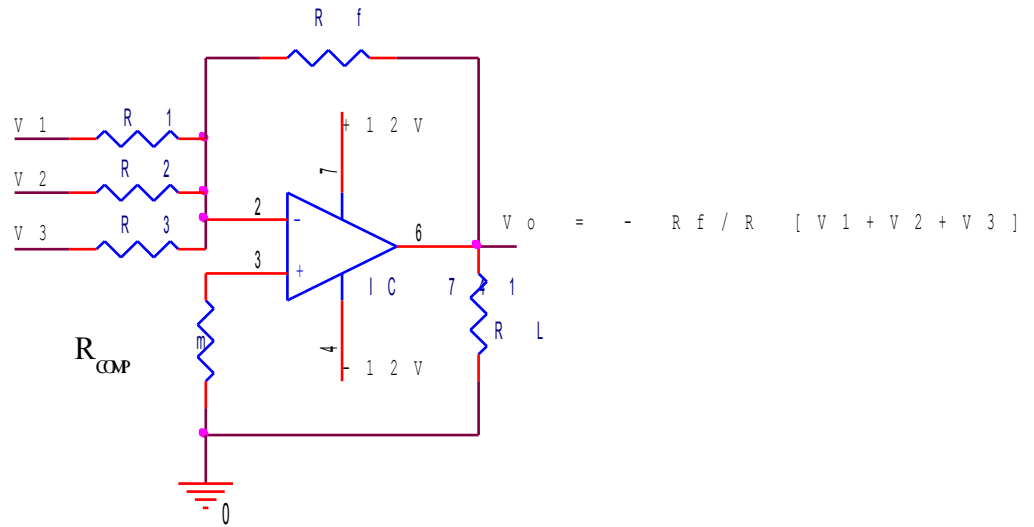 R f
V 1
R 1
+ 1 2 V
V 2
R 2
7
V 3
R 3
2
-
6
V o = - R f / R [ V 1 + V 2 + V 3 ]
3
+
I C 7 4 1
R L
R COMP
m
4
- 1 2 V
0